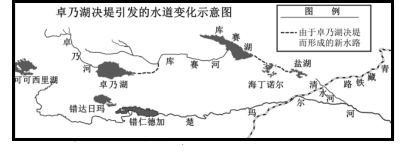 卓乃湖决堤引发的水道变化示意图
图 例
由于卓乃湖决堤
而形成的新水路
卓乃河
库赛湖
库赛河
可可西里湖
卓乃湖
海丁诺尔
盐湖
清水河
青藏铁路
错达日玛
错仁德加
楚玛尔河